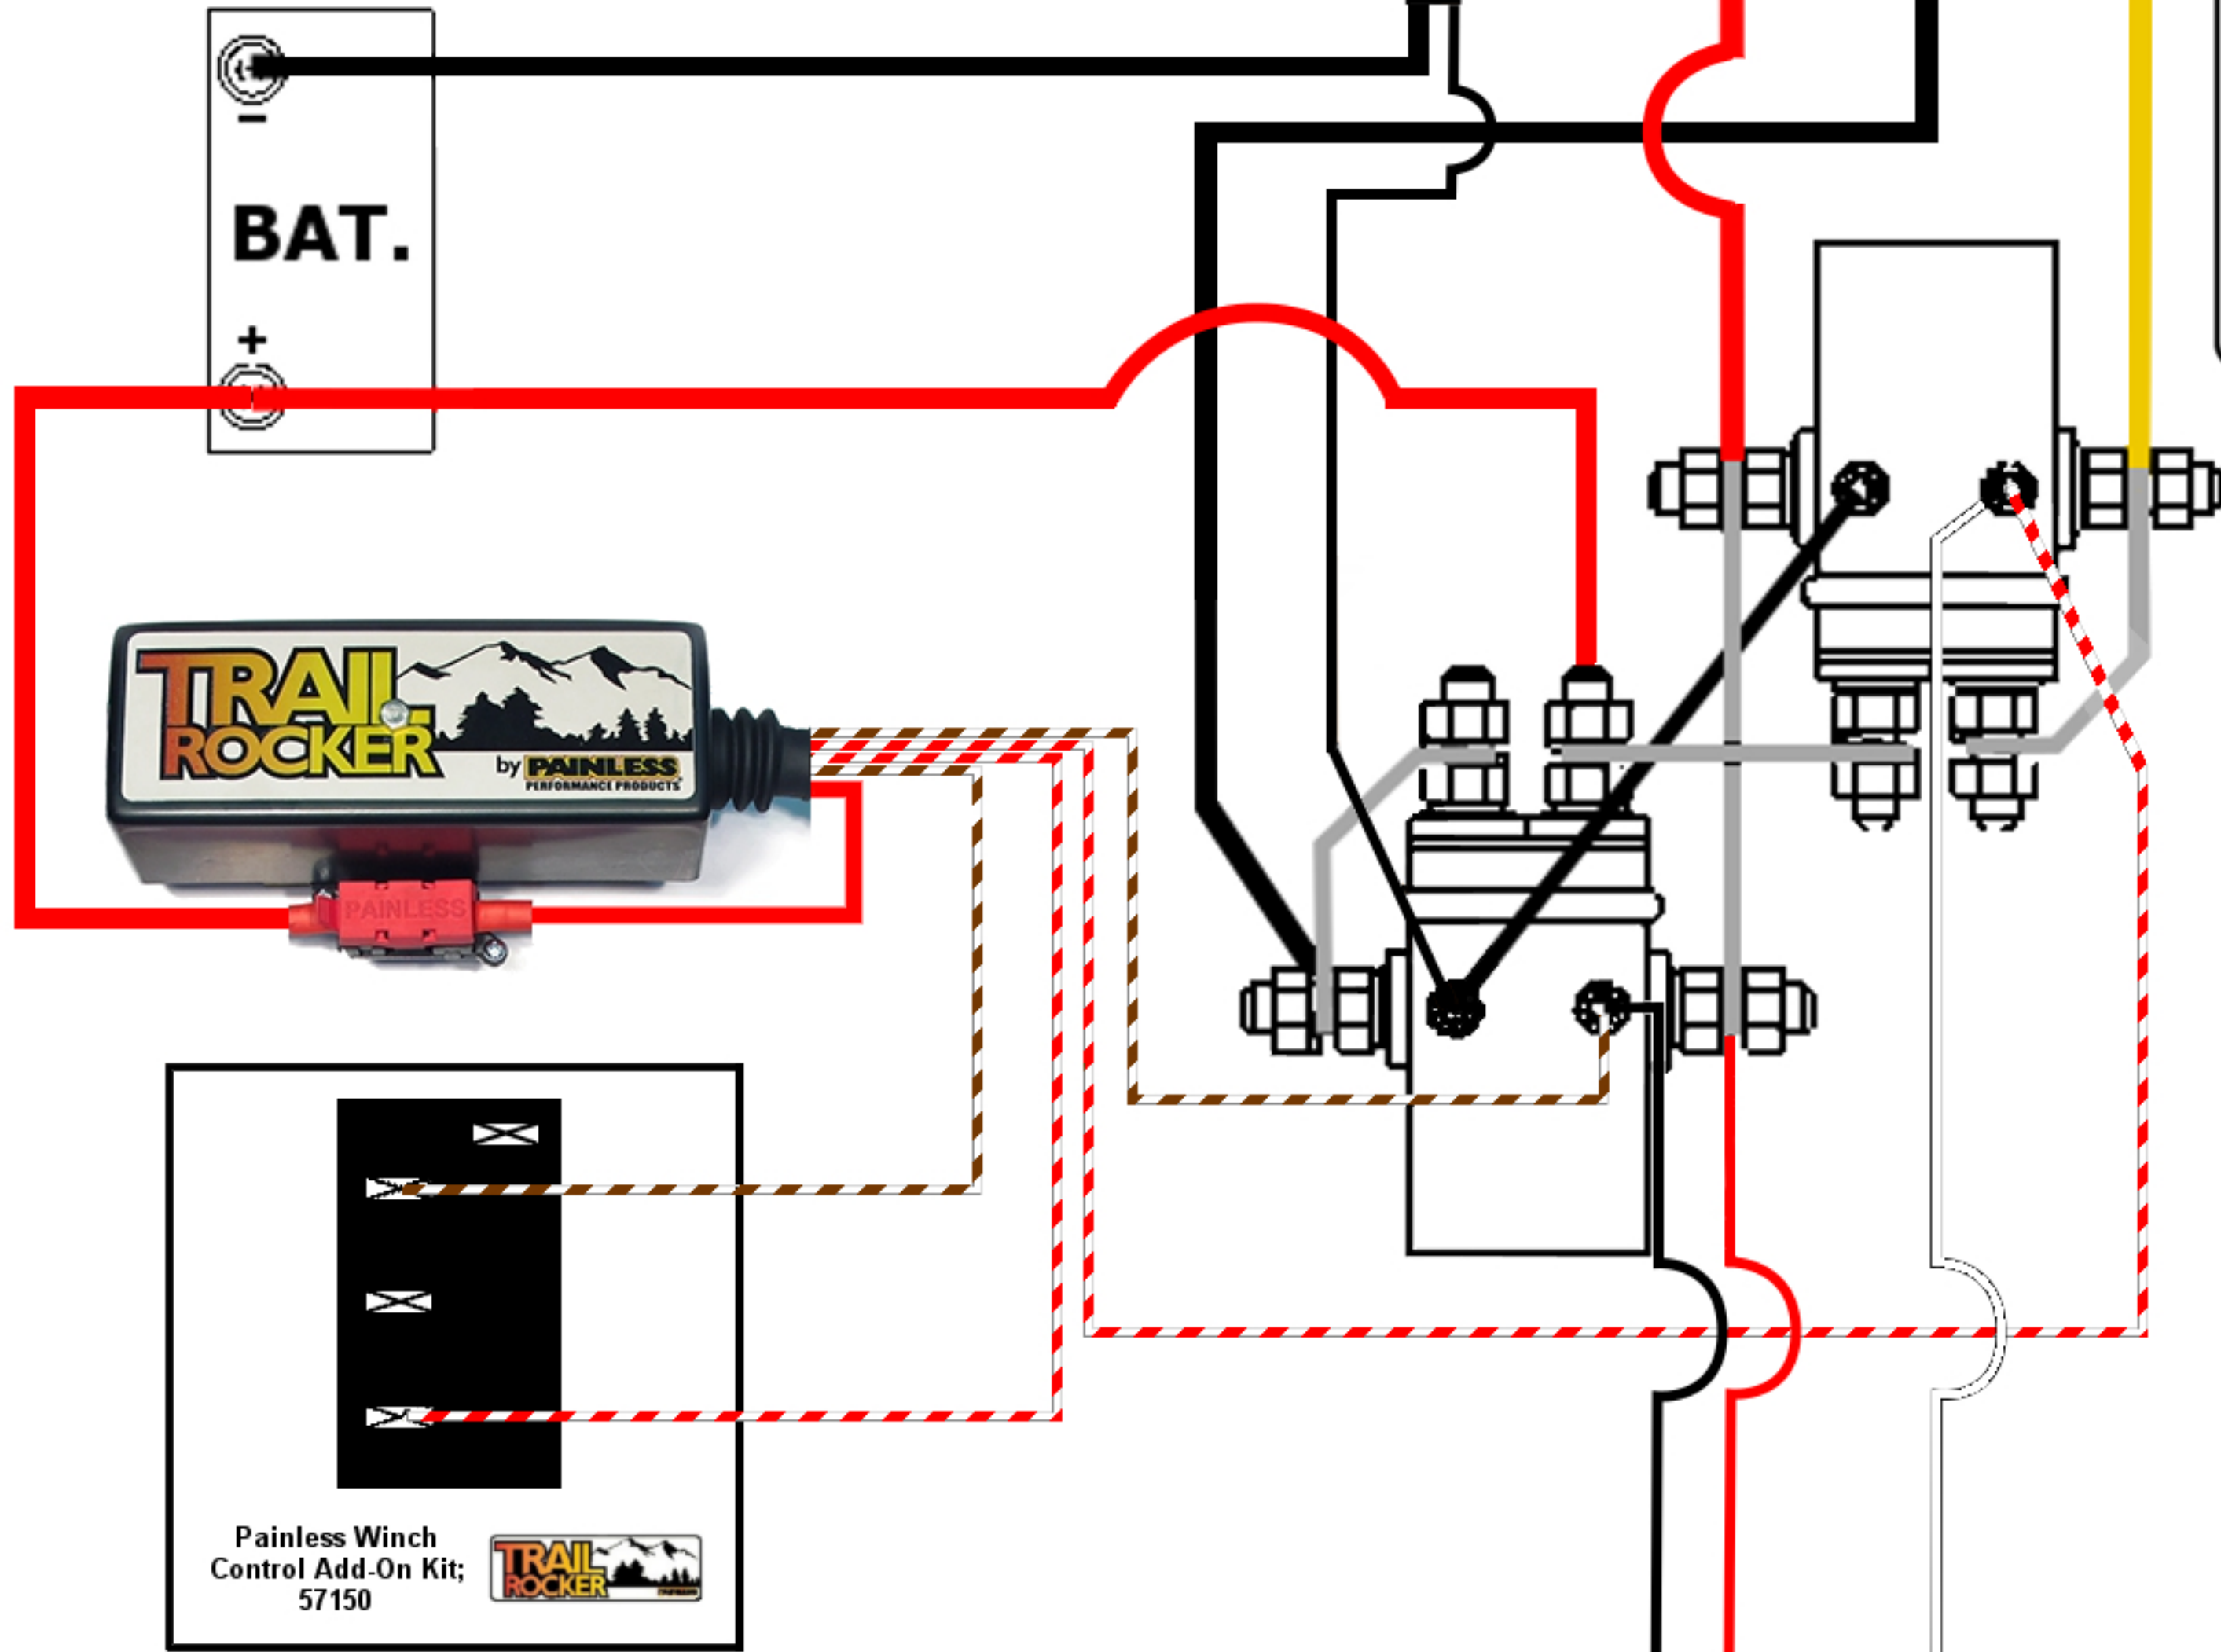 −
BAT.
+
TRAIL
ROCKER
by PAINLESS
PERFORMANCE PRODUCTS
PAINLESS
Painless Winch
Control Add-On Kit;
57150
TRAIL
ROCKER